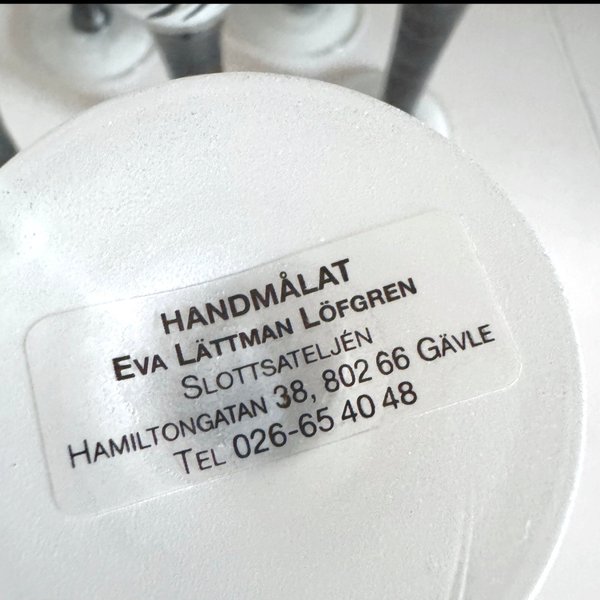 HANDMÅLAT
EVA LÄTTMAN LÖFGREN
SLOTTSATELJÉN
HAMILTONGATAN 38, 802 66 GÄVLE
TEL 026-65 40 48